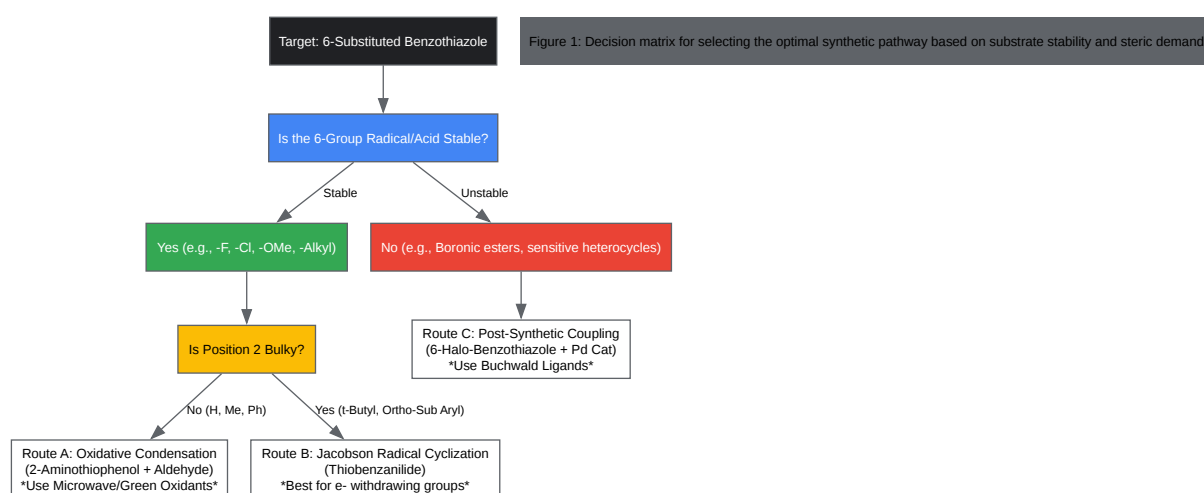 Target: 6-Substituted Benzothiazole
Figure 1: Decision matrix for selecting the optimal synthetic pathway based on substrate stability and steric demand
Is the 6-Group Radical/Acid Stable?
Stable
Unstable
Yes (e.g., -F, -Cl, -OMe, -Alkyl)
No (e.g., Boronic esters, sensitive heterocycles)
Is Position 2 Bulky?
Route C: Post-Synthetic Coupling
(6-Halo-Benzothiazole + Pd Cat)
*Use Buchwald Ligands*
No (H, Me, Ph)
Yes (t-Butyl, Ortho-Sub Aryl)
Route A: Oxidative Condensation
(2-Aminothiophenol + Aldehyde)
*Use Microwave/Green Oxidants*
Route B: Jacobson Radical Cyclization
(Thiobenzanilide)
*Best for e- withdrawing groups*